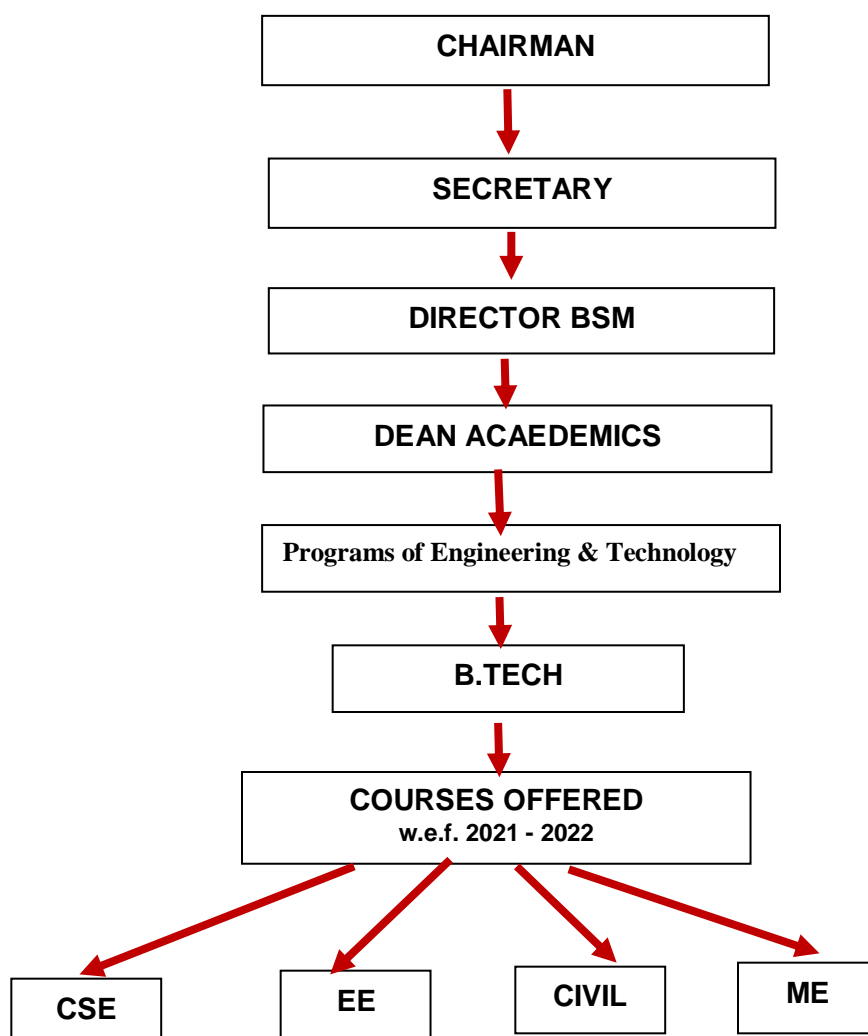 CHAIRMAN
SECRETARY
DIRECTOR BSM
DEAN ACAEDEMICS
Programs of Engineering & Technology
B.TECH
COURSES OFFERED
w.e.f. 2021 - 2022
CSE
EE
CIVIL
ME